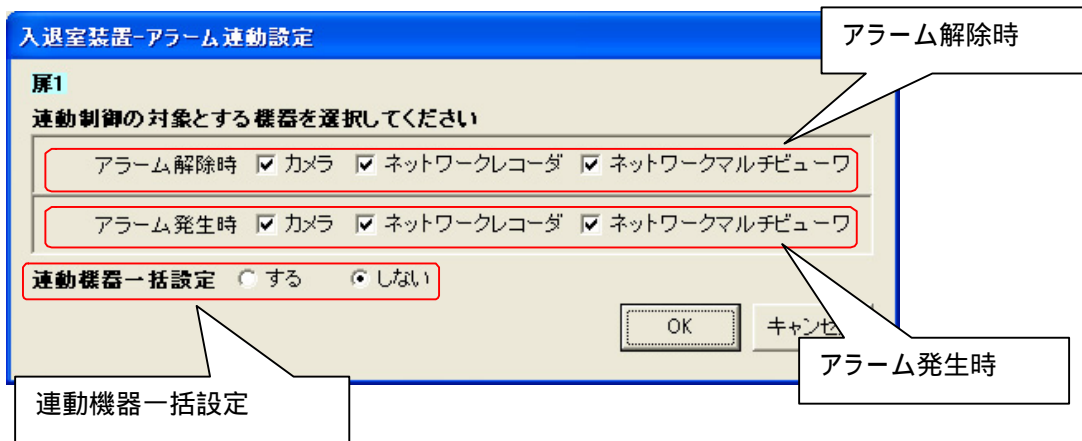 入退室装置-アラーム連動設定
アラーム解除時
扉1
連動制御の対象とする機器を選択してください
アラーム解除時 カメラ ネットワークレコーダ ネットワークマルチビューワ
アラーム発生時 カメラ ネットワークレコーダ ネットワークマルチビューワ
連動機器一括設定 する しない
OK キャンセ
アラーム発生時
連動機器一括設定